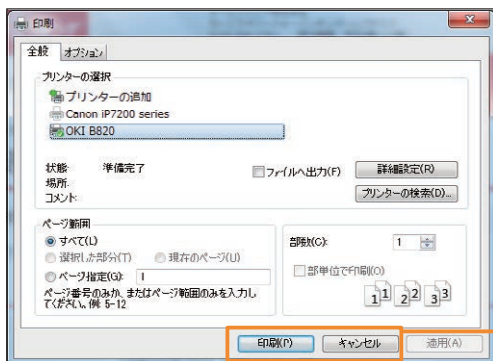 印刷
全般 オプション
プリンターの選択
プリンターの追加
Canon iP7200 series
OKI B820
状態: 準備完了
場所:
コメント:
ファイルへ出力(F)
詳細設定(R)
プリンターの検索(D)...
ページ範囲
すべて(L)
選択した部分(T) 現在のページ(U)
ページ指定(G): 1
ページ番号のみか、またはページ範囲のみを入力し
てください。例: 5-12
部数(C): 1
部単位で印刷(O)
11 22 33
印刷(P) キャンセル 適用(A)